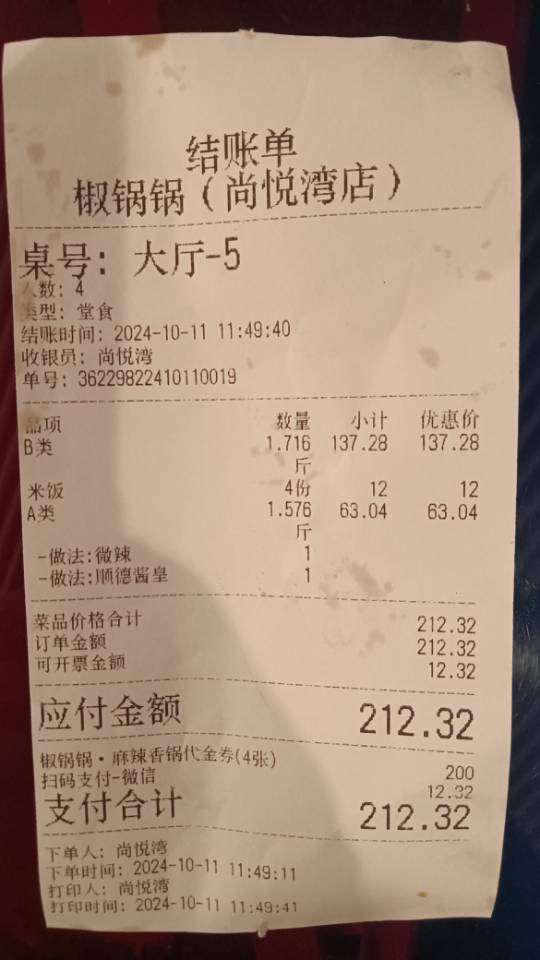 结账单
椒锅锅（尚悦湾店）
桌号: 大厅-5
人数: 4
类型: 堂食
结账时间: 2024-10-11 11:49:40
收银员: 尚悦湾
单号: 36229822410110019
品项 数量 小计 优惠价
B类 1.716 137.28 137.28
斤
米饭 4份 12 12
A类 1.576 63.04 63.04
斤
-做法:微辣 1
-做法:顺德酱皇 1
菜品价格合计 212.32
订单金额 212.32
可开票金额 12.32
应付金额 212.32
椒锅锅·麻辣香锅代金券(4张) 200
扫码支付-微信 12.32
支付合计 212.32
下单人: 尚悦湾
下单时间: 2024-10-11 11:49:11
打印人: 尚悦湾
打印时间: 2024-10-11 11:49:41